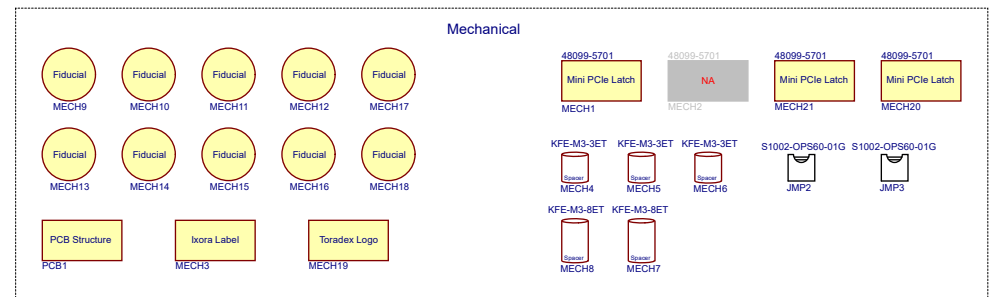 Mechanical
48099-5701 48099-5701 48099-5701 48099-5701
Fiducial Fiducial Fiducial Fiducial Fiducial
Mini PCIe Latch NA Mini PCIe Latch Mini PCIe Latch
MECH9 MECH10 MECH11 MECH12 MECH17
MECH1 MECH2 MECH21 MECH20
KFE-M3-3ET KFE-M3-3ET KFE-M3-3ET S1002-OPS60-01G S1002-OPS60-01G
Fiducial Fiducial Fiducial Fiducial Fiducial
Spacer Spacer Spacer
MECH13 MECH14 MECH15 MECH16 MECH18
MECH4 MECH5 MECH6 JMP2 JMP3
KFE-M3-8ET KFE-M3-8ET
PCB Structure Ixora Label Toradex Logo
Spacer Spacer
PCB1 MECH3 MECH19
MECH8 MECH7